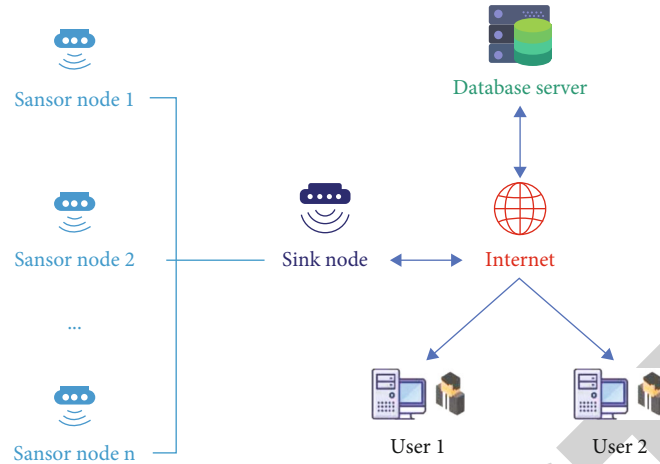 Sansor node 1
Database server
Sansor node 2
Sink node
Internet
...
Sansor node n
User 1
User 2